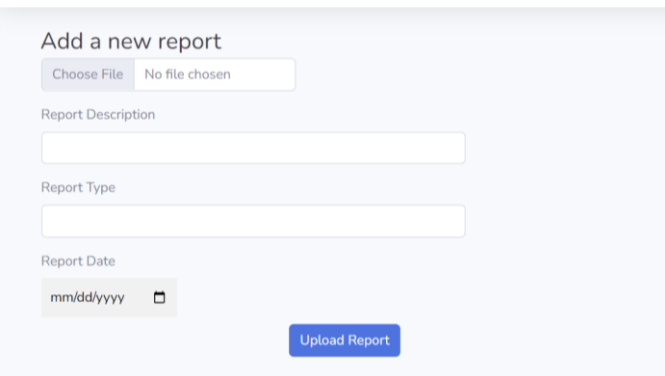 Add a new report
Choose File No file chosen
Report Description
Report Type
Report Date
mm/dd/yyyy
Upload Report